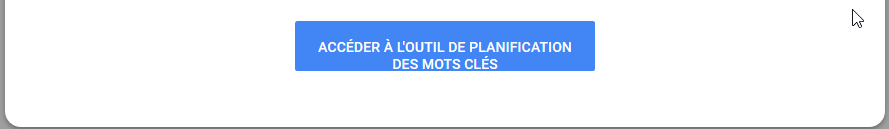 ACCÉDER À L'OUTIL DE PLANIFICATION
DES MOTS CLÉS